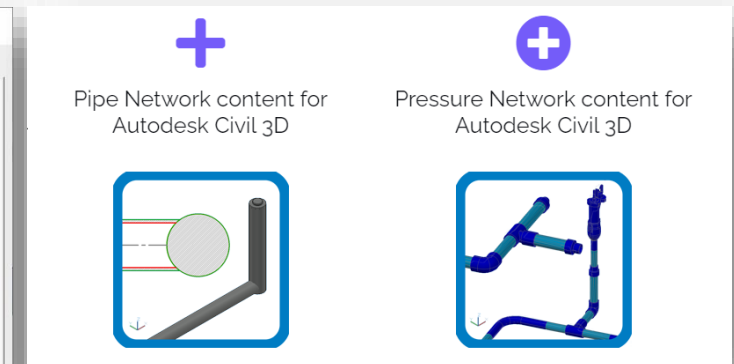 Pipe Network content for
Autodesk Civil 3D
Pressure Network content for
Autodesk Civil 3D